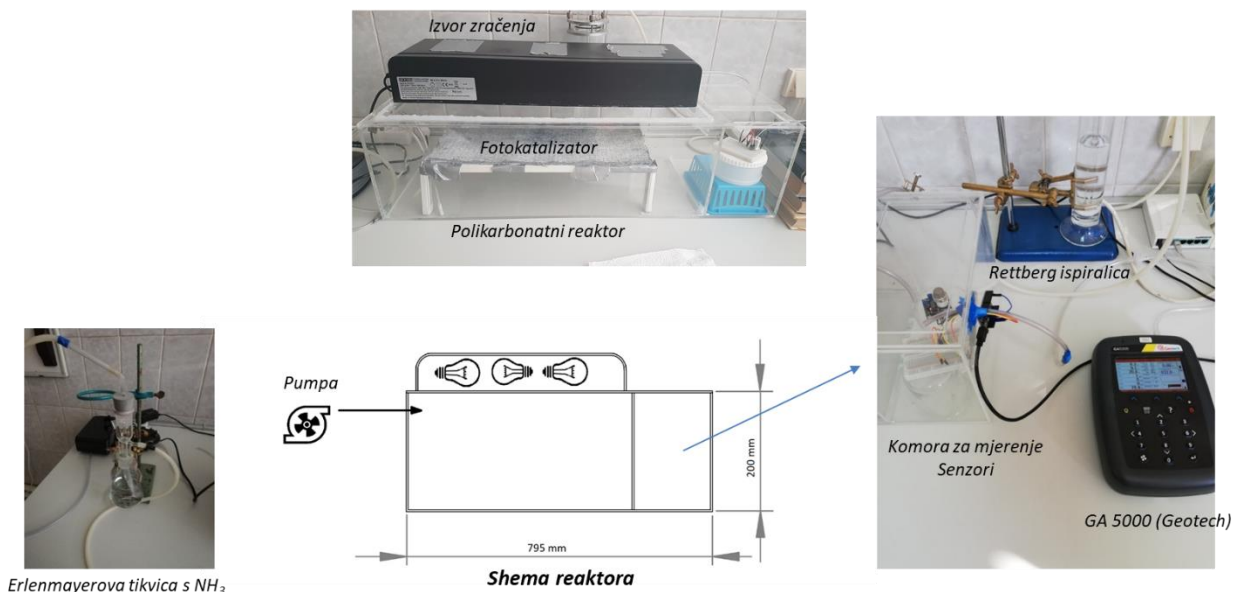 Izvor zračenja
Fotokatalizator
Polikarbonatni reaktor
Rettberg ispiralica
Pumpa
200 mm
Komora za mjerenje
Senzori
GA 5000 (Geotech)
795 mm
Shema reaktora
Erlenmayerova tikvica s NH₃